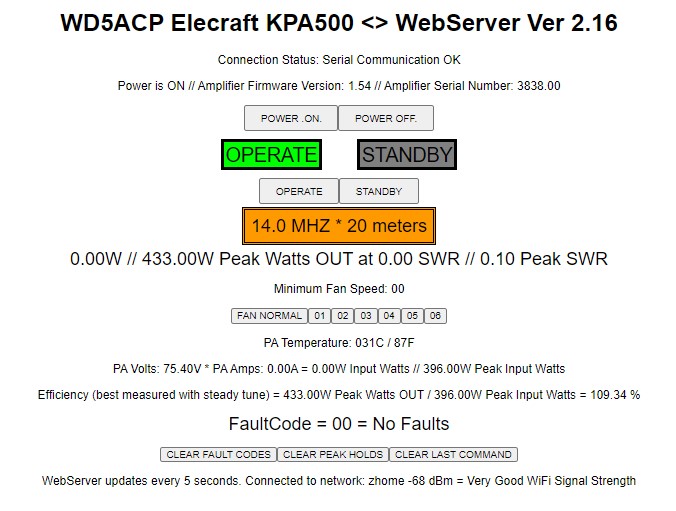 WD5ACP Elecraft KPA500 <> WebServer Ver 2.16
Connection Status: Serial Communication OK
Power is ON // Amplifier Firmware Version: 1.54 // Amplifier Serial Number: 3838.00
POWER .ON. POWER OFF.
OPERATE STANDBY
OPERATE STANDBY
14.0 MHZ * 20 meters
0.00W // 433.00W Peak Watts OUT at 0.00 SWR // 0.10 Peak SWR
Minimum Fan Speed: 00
FAN NORMAL 01 02 03 04 05 06
PA Temperature: 031C / 87F
PA Volts: 75.40V * PA Amps: 0.00A = 0.00W Input Watts // 396.00W Peak Input Watts
Efficiency (best measured with steady tune) = 433.00W Peak Watts OUT / 396.00W Peak Input Watts = 109.34 %
FaultCode = 00 = No Faults
CLEAR FAULT CODES CLEAR PEAK HOLDS CLEAR LAST COMMAND
WebServer updates every 5 seconds. Connected to network: zhome -68 dBm = Very Good WiFi Signal Strength